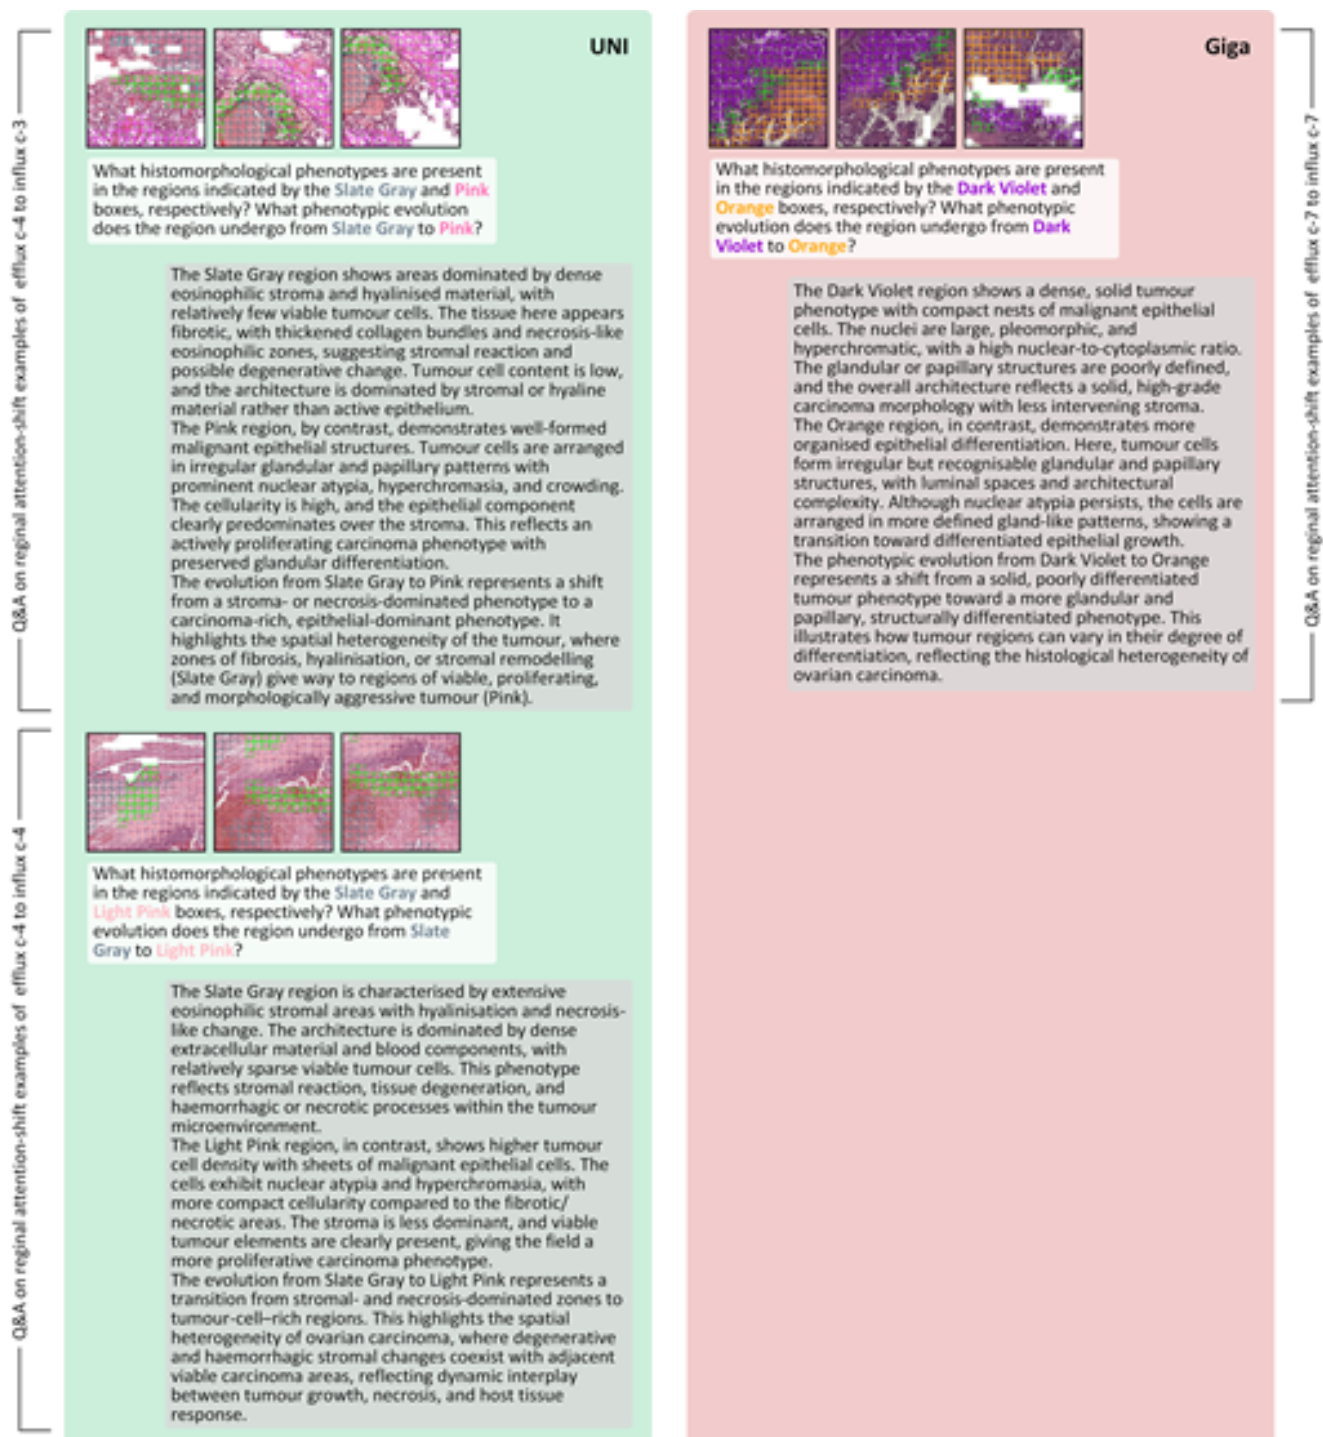 Q&A on reginal attention-shift examples of efflux c-4 to influx c-3
UNI
What histomorphological phenotypes are present
in the regions indicated by the Slate Gray and Pink
boxes, respectively? What phenotypic evolution
does the region undergo from Slate Gray to Pink?
The Slate Gray region shows areas dominated by dense
eosinophilic stroma and hyalinised material, with
relatively few viable tumour cells. The tissue here appears
fibrotic, with thickened collagen bundles and necrosis-like
eosinophilic zones, suggesting stromal reaction and
possible degenerative change. Tumour cell content is low,
and the architecture is dominated by stromal or hyaline
material rather than active epithelium.
The Pink region, by contrast, demonstrates well-formed
malignant epithelial structures. Tumour cells are arranged
in irregular glandular and papillary patterns with
prominent nuclear atypia, hyperchromasia, and crowding.
The cellularity is high, and the epithelial component
clearly predominates over the stroma. This reflects an
actively proliferating carcinoma phenotype with
preserved glandular differentiation.
The evolution from Slate Gray to Pink represents a shift
from a stroma- or necrosis-dominated phenotype to a
carcinoma-rich, epithelial-dominant phenotype. It
highlights the spatial heterogeneity of the tumour, where
zones of fibrosis, hyalinisation, or stromal remodelling
(Slate Gray) give way to regions of viable, proliferating,
and morphologically aggressive tumour (Pink).
Q&A on reginal attention-shift examples of efflux c-4 to influx c-4
What histomorphological phenotypes are present
in the regions indicated by the Slate Gray and
Light Pink boxes, respectively? What phenotypic
evolution does the region undergo from Slate
Gray to Light Pink?
The Slate Gray region is characterised by extensive
eosinophilic stromal areas with hyalinisation and necrosis-
like change. The architecture is dominated by dense
extracellular material and blood components, with
relatively sparse viable tumour cells. This phenotype
reflects stromal reaction, tissue degeneration, and
haemorrhagic or necrotic processes within the tumour
microenvironment.
The Light Pink region, in contrast, shows higher tumour
cell density with sheets of malignant epithelial cells. The
cells exhibit nuclear atypia and hyperchromasia, with
more compact cellularity compared to the fibrotic/
necrotic areas. The stroma is less dominant, and viable
tumour elements are clearly present, giving the field a
more proliferative carcinoma phenotype.
The evolution from Slate Gray to Light Pink represents a
transition from stromal- and necrosis-dominated zones to
tumour-cell–rich regions. This highlights the spatial
heterogeneity of ovarian carcinoma, where degenerative
and haemorrhagic stromal changes coexist with adjacent
viable carcinoma areas, reflecting dynamic interplay
between tumour growth, necrosis, and host tissue
response.
Giga
What histomorphological phenotypes are present
in the regions indicated by the Dark Violet and
Orange boxes, respectively? What phenotypic
evolution does the region undergo from Dark
Violet to Orange?
The Dark Violet region shows a dense, solid tumour
phenotype with compact nests of malignant epithelial
cells. The nuclei are large, pleomorphic, and
hyperchromatic, with a high nuclear-to-cytoplasmic ratio.
The glandular or papillary structures are poorly defined,
and the overall architecture reflects a solid, high-grade
carcinoma morphology with less intervening stroma.
The Orange region, in contrast, demonstrates more
organised epithelial differentiation. Here, tumour cells
form irregular but recognisable glandular and papillary
structures, with luminal spaces and architectural
complexity. Although nuclear atypia persists, the cells are
arranged in more defined gland-like patterns, showing a
transition toward differentiated epithelial growth.
The phenotypic evolution from Dark Violet to Orange
represents a shift from a solid, poorly differentiated
tumour phenotype toward a more glandular and
papillary, structurally differentiated phenotype. This
illustrates how tumour regions can vary in their degree of
differentiation, reflecting the histological heterogeneity of
ovarian carcinoma.
Q&A on reginal attention-shift examples of efflux c-7 to influx c-7